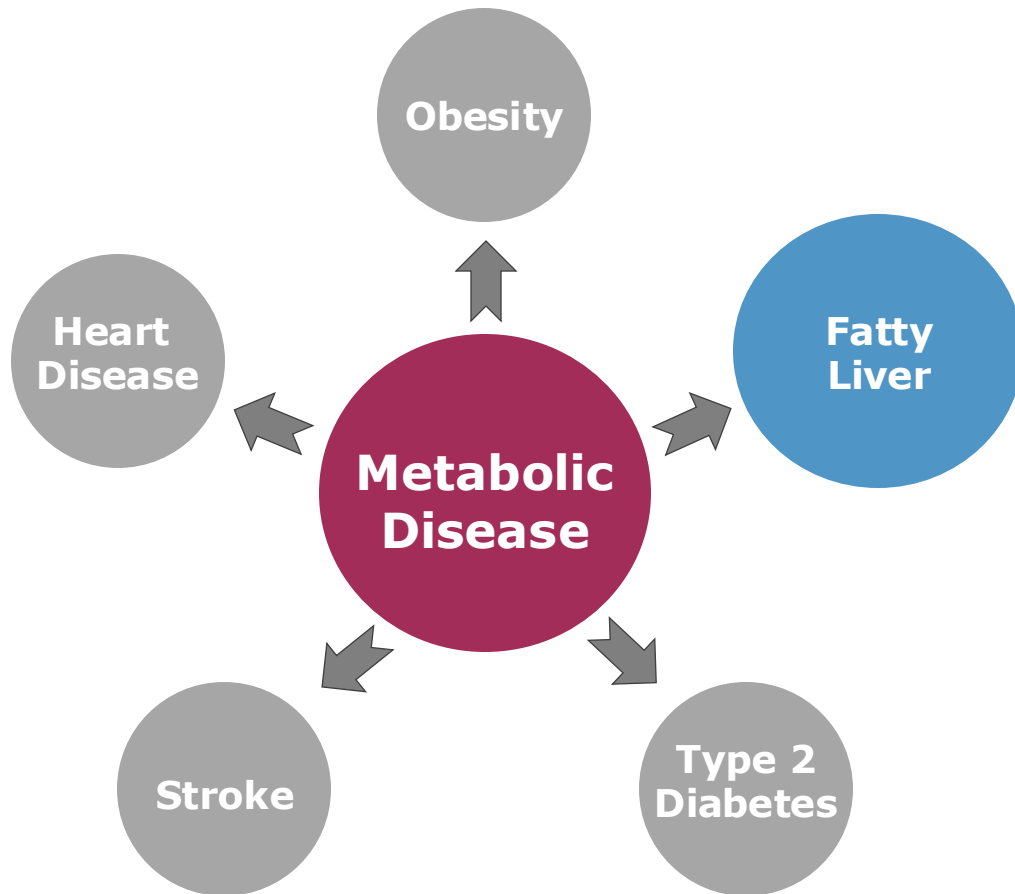 Obesity
Heart
Disease
Fatty
Liver
Metabolic
Disease
Stroke
Type 2
Diabetes